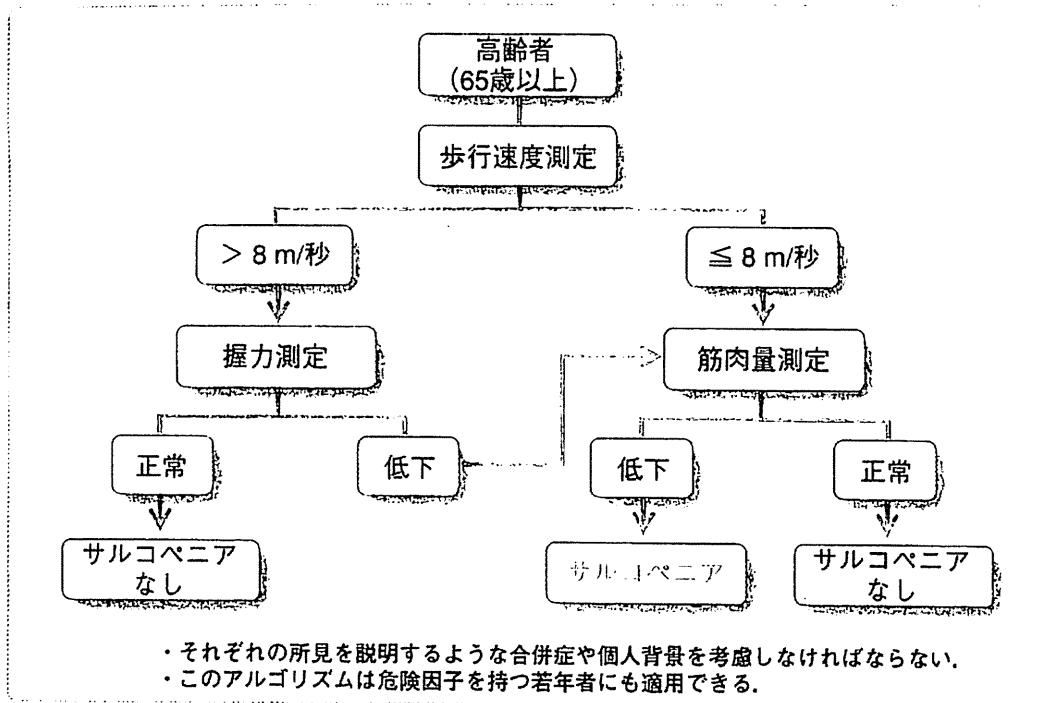 高齢者
(65歳以上)
歩行速度測定
> 8 m/秒
≦ 8 m/秒
握力測定
筋肉量測定
正常
低下
低下
正常
サルコペニア
なし
サルコペニア
サルコペニア
なし
・それぞれの所見を説明するような合併症や個人背景を考慮しなければならない.
・このアルゴリズムは危険因子を持つ若年者にも適用できる.